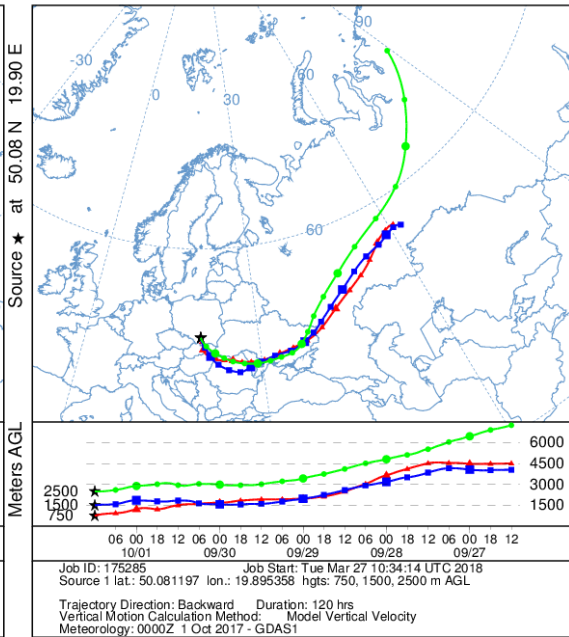 Source ★ at 50.08 N 19.90 E
-30
0
30
60
90
60
Meters AGL
2500
1500
750
6000
4500
3000
1500
06 00 18 12 06 00 18 12 06 00 18 12 06 00 18 12 06 00 18 12
10/01 09/30 09/29 09/28 09/27
Job ID: 175285 Job Start: Tue Mar 27 10:34:14 UTC 2018
Source 1 lat.: 50.081197 lon.: 19.895358 hgts: 750, 1500, 2500 m AGL
Trajectory Direction: Backward Duration: 120 hrs
Vertical Motion Calculation Method: Model Vertical Velocity
Meteorology: 0000Z 1 Oct 2017 - GDAS1